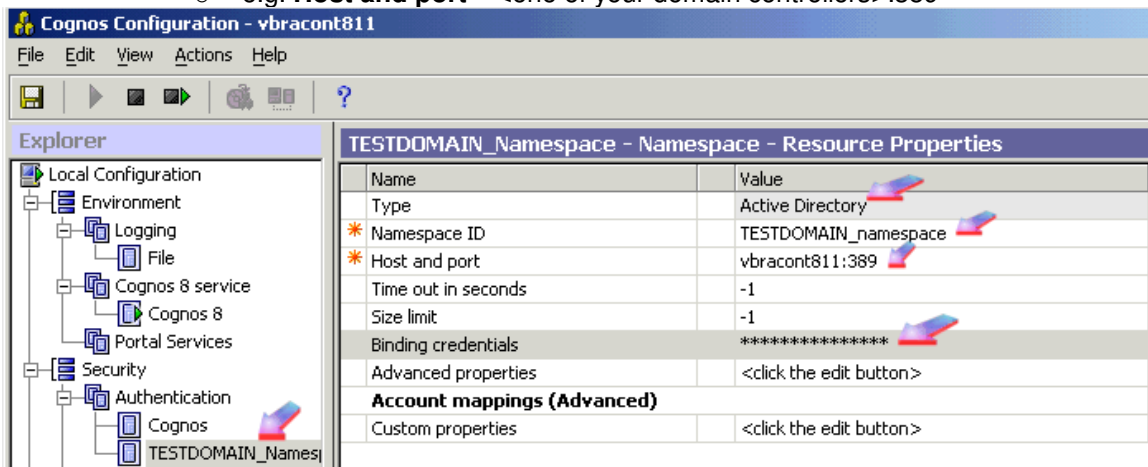 Cognos Configuration - vbracont811
File Edit View Actions Help
?
Explorer
TESTDOMAIN_Namespace - Namespace - Resource Properties
Local Configuration
Environment
Logging
File
Cognos 8 service
Cognos 8
Portal Services
Security
Authentication
Cognos
TESTDOMAIN_Names
Name Value
Type Active Directory
* Namespace ID TESTDOMAIN_namespace
* Host and port vbracont811:389
Time out in seconds -1
Size limit -1
Binding credentials ***************
Advanced properties <click the edit button>
Account mappings (Advanced)
Custom properties <click the edit button>